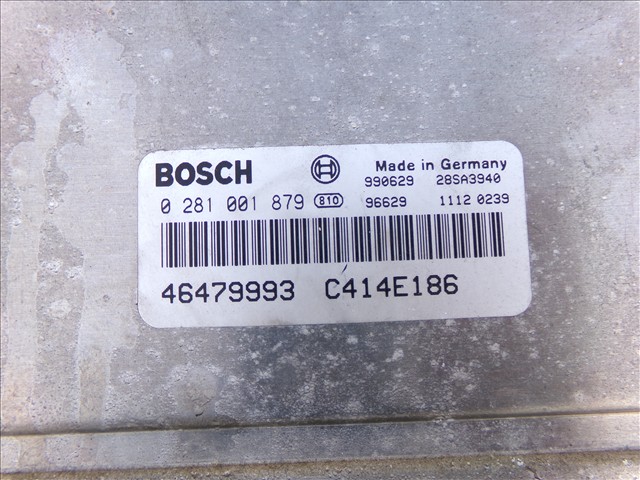 BOSCH Made in Germany
990629 28SA3940
0 281 001 879 810 96629 1112 0239
46479993 C414E186